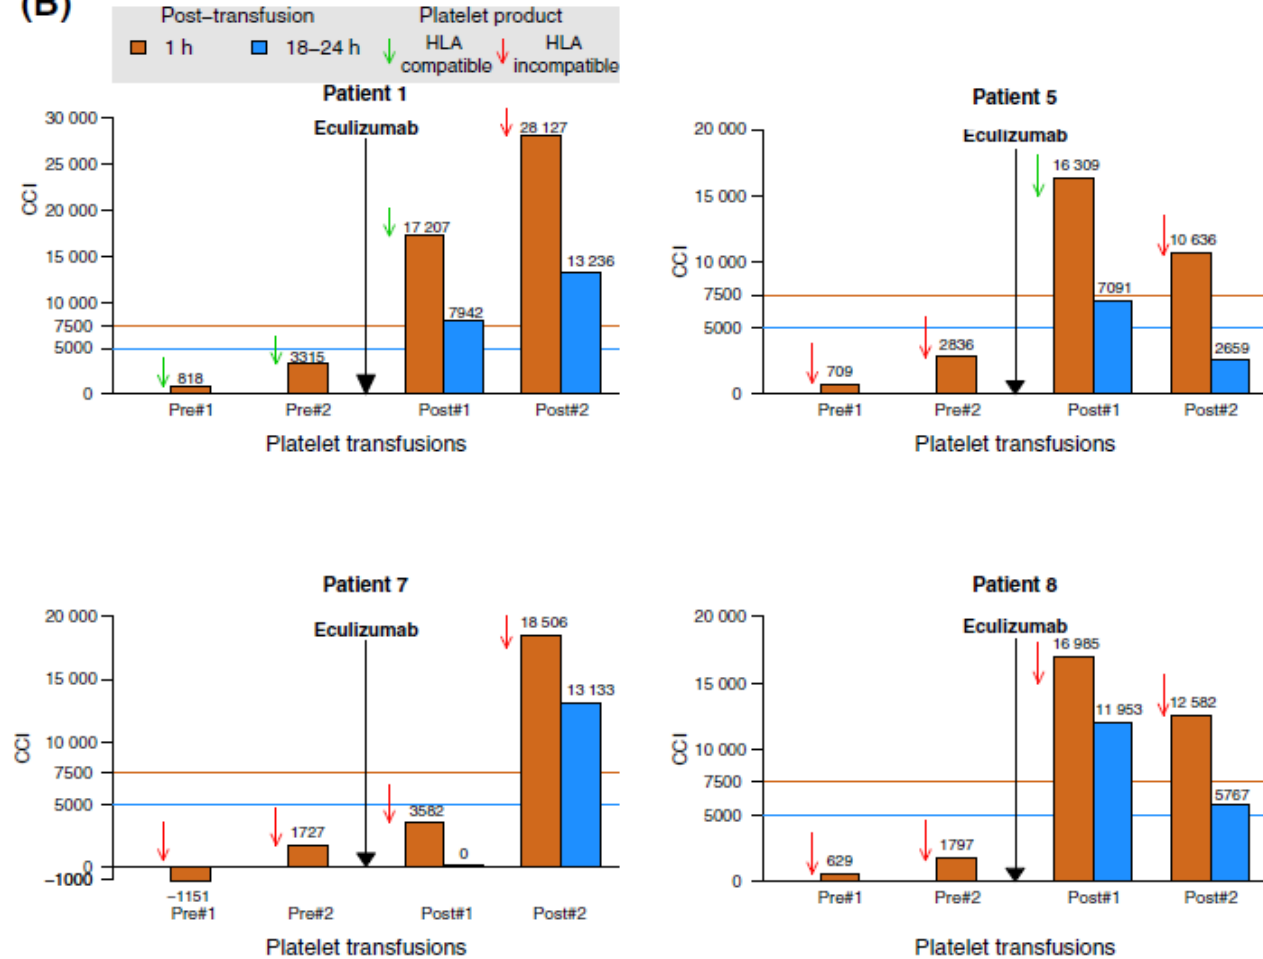 (B)
Post–transfusion
Platelet product
1 h
18–24 h
HLA compatible
HLA incompatible
Patient 1
Eculizumab
CCI
30 000
25 000
20 000
15 000
10 000
7500
5000
0
818
3315
17 207
7942
28 127
13 236
Pre#1
Pre#2
Post#1
Post#2
Platelet transfusions
Patient 5
Eculizumab
CCI
20 000
15 000
10 000
7500
5000
0
709
2836
16 309
7091
10 636
2659
Pre#1
Pre#2
Post#1
Post#2
Platelet transfusions
Patient 7
Eculizumab
CCI
20 000
15 000
10 000
7500
5000
0
−1000
−1151
1727
3582
0
18 506
13 133
Pre#1
Pre#2
Post#1
Post#2
Platelet transfusions
Patient 8
Eculizumab
CCI
20 000
15 000
10 000
7500
5000
0
629
1797
16 985
11 953
12 582
5767
Pre#1
Pre#2
Post#1
Post#2
Platelet transfusions